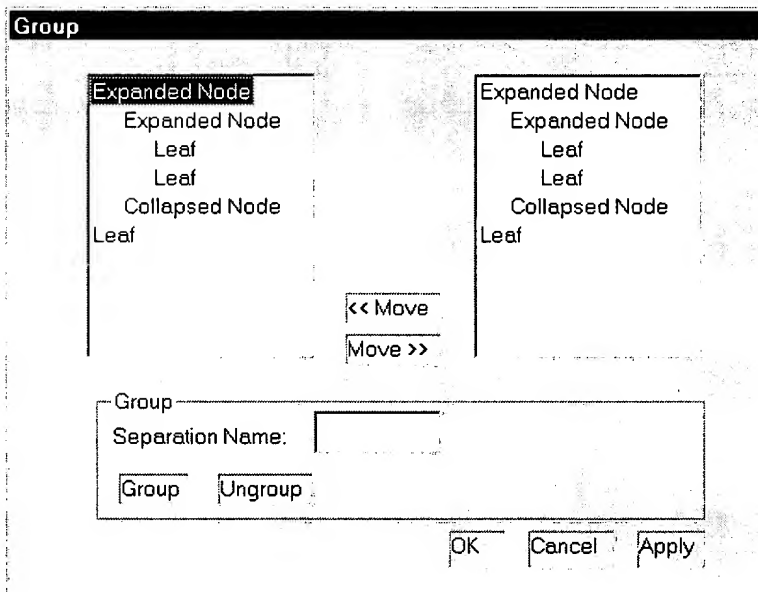 Group
Expanded Node
Expanded Node
Leaf
Leaf
Collapsed Node
Leaf
Expanded Node
Expanded Node
Leaf
Leaf
Collapsed Node
Leaf
<< Move
Move >>
Group
Separation Name:
Group Ungroup
OK Cancel Apply